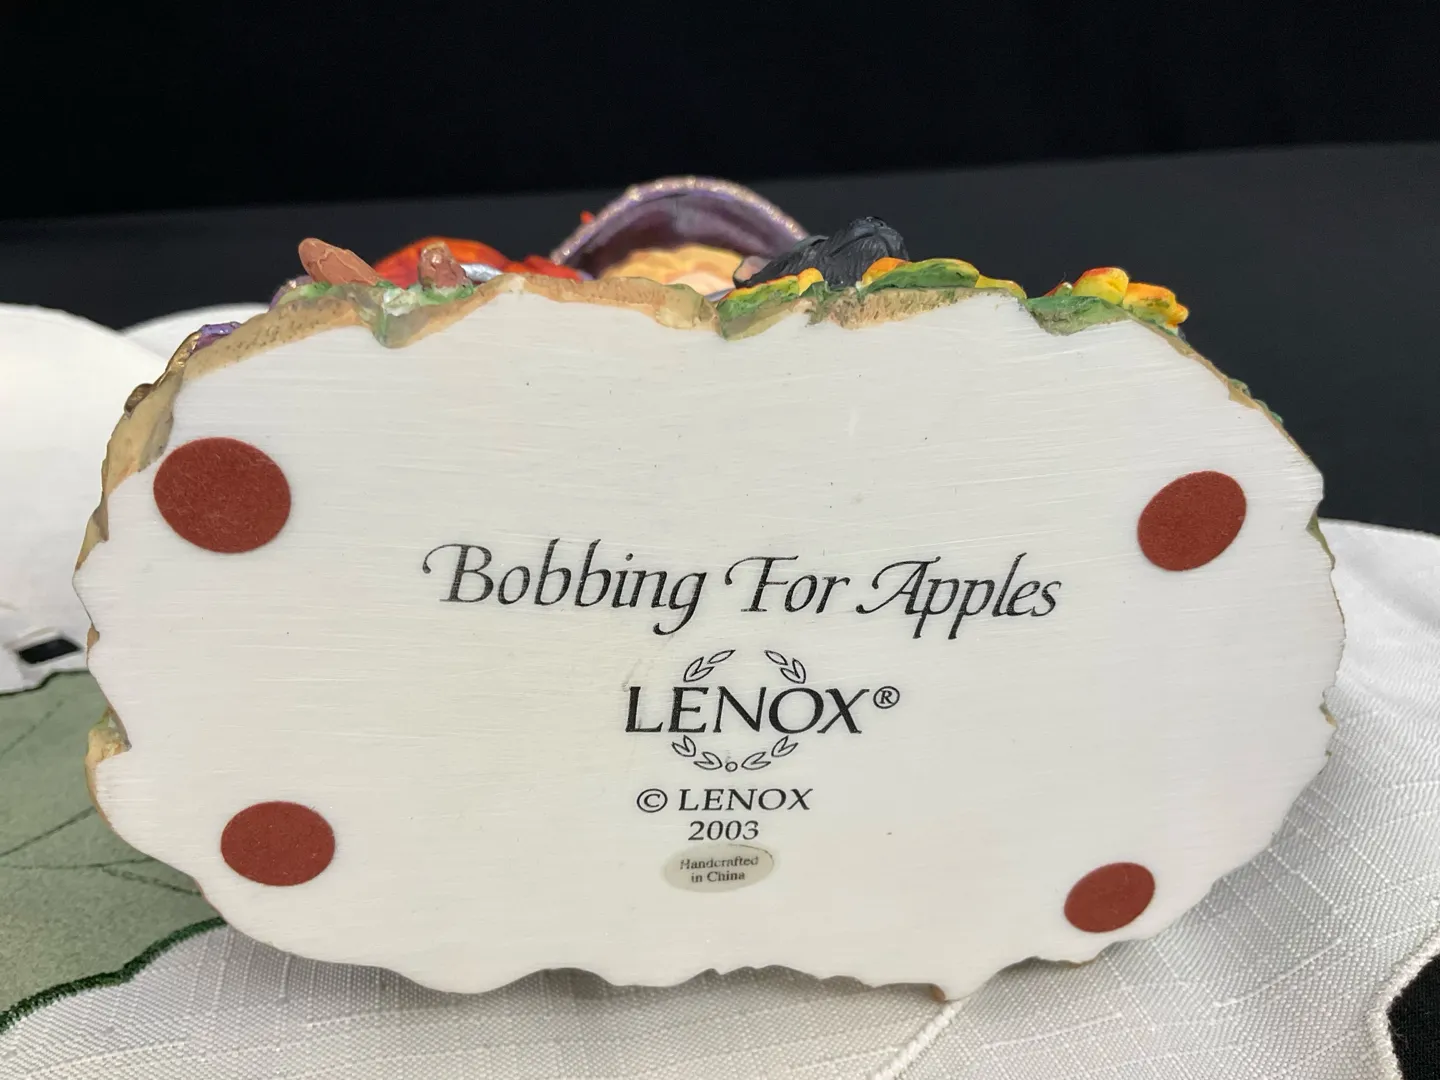 Bobbing For Apples
LENOX®
© LENOX
2003
Handcrafted
in China